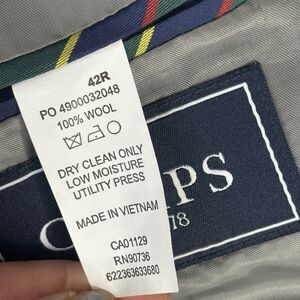 42R
PO 4900032048
100% WOOL
DRY CLEAN ONLY
LOW MOISTURE
UTILITY PRESS
MADE IN VIETNAM
CA01129
RN90736
622363633680
PS
78